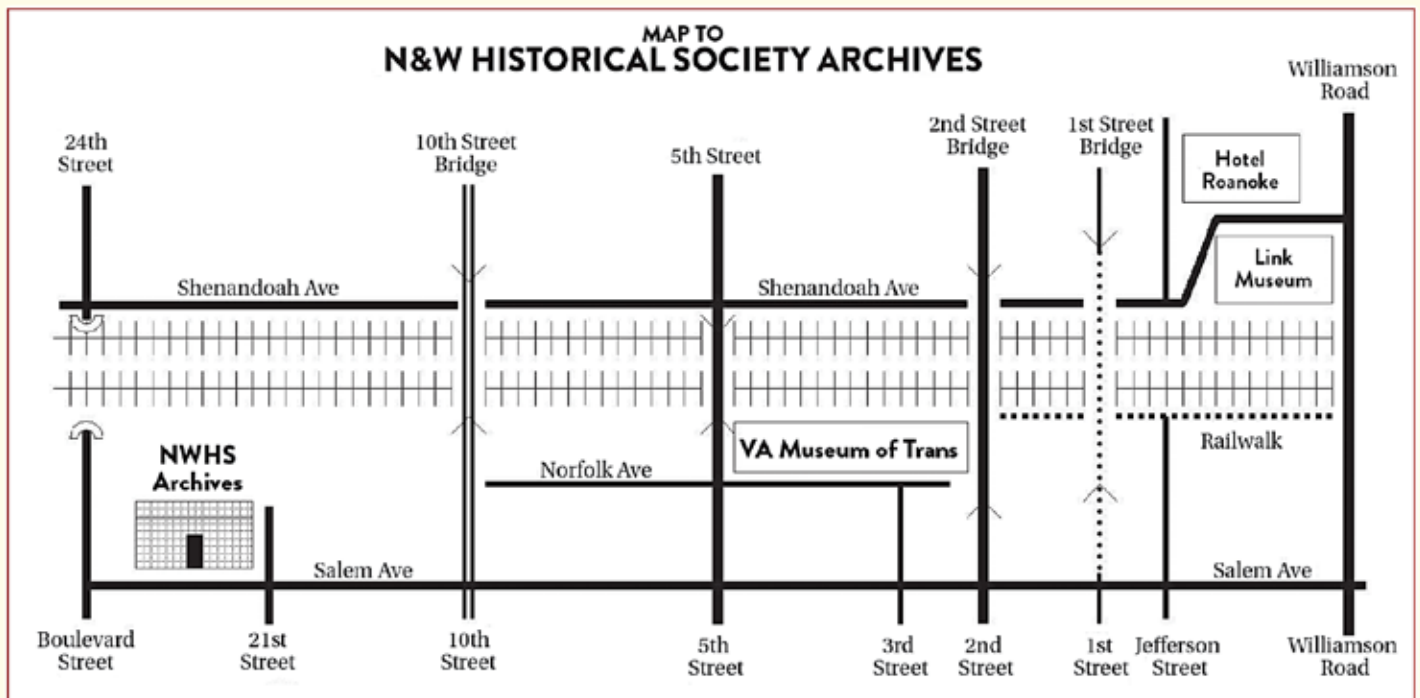 MAP TO
N&W HISTORICAL SOCIETY ARCHIVES
Williamson
Road
24th
Street
10th Street
Bridge
5th Street
2nd Street
Bridge
1st Street
Bridge
Hotel
Roanoke
Link
Museum
Shenandoah Ave
Shenandoah Ave
NWHS
Archives
VA Museum of Trans
Railwalk
Norfolk Ave
Salem Ave
Salem Ave
Boulevard
Street
21st
Street
10th
Street
5th
Street
3rd
Street
2nd
Street
1st
Street
Jefferson
Street
Williamson
Road